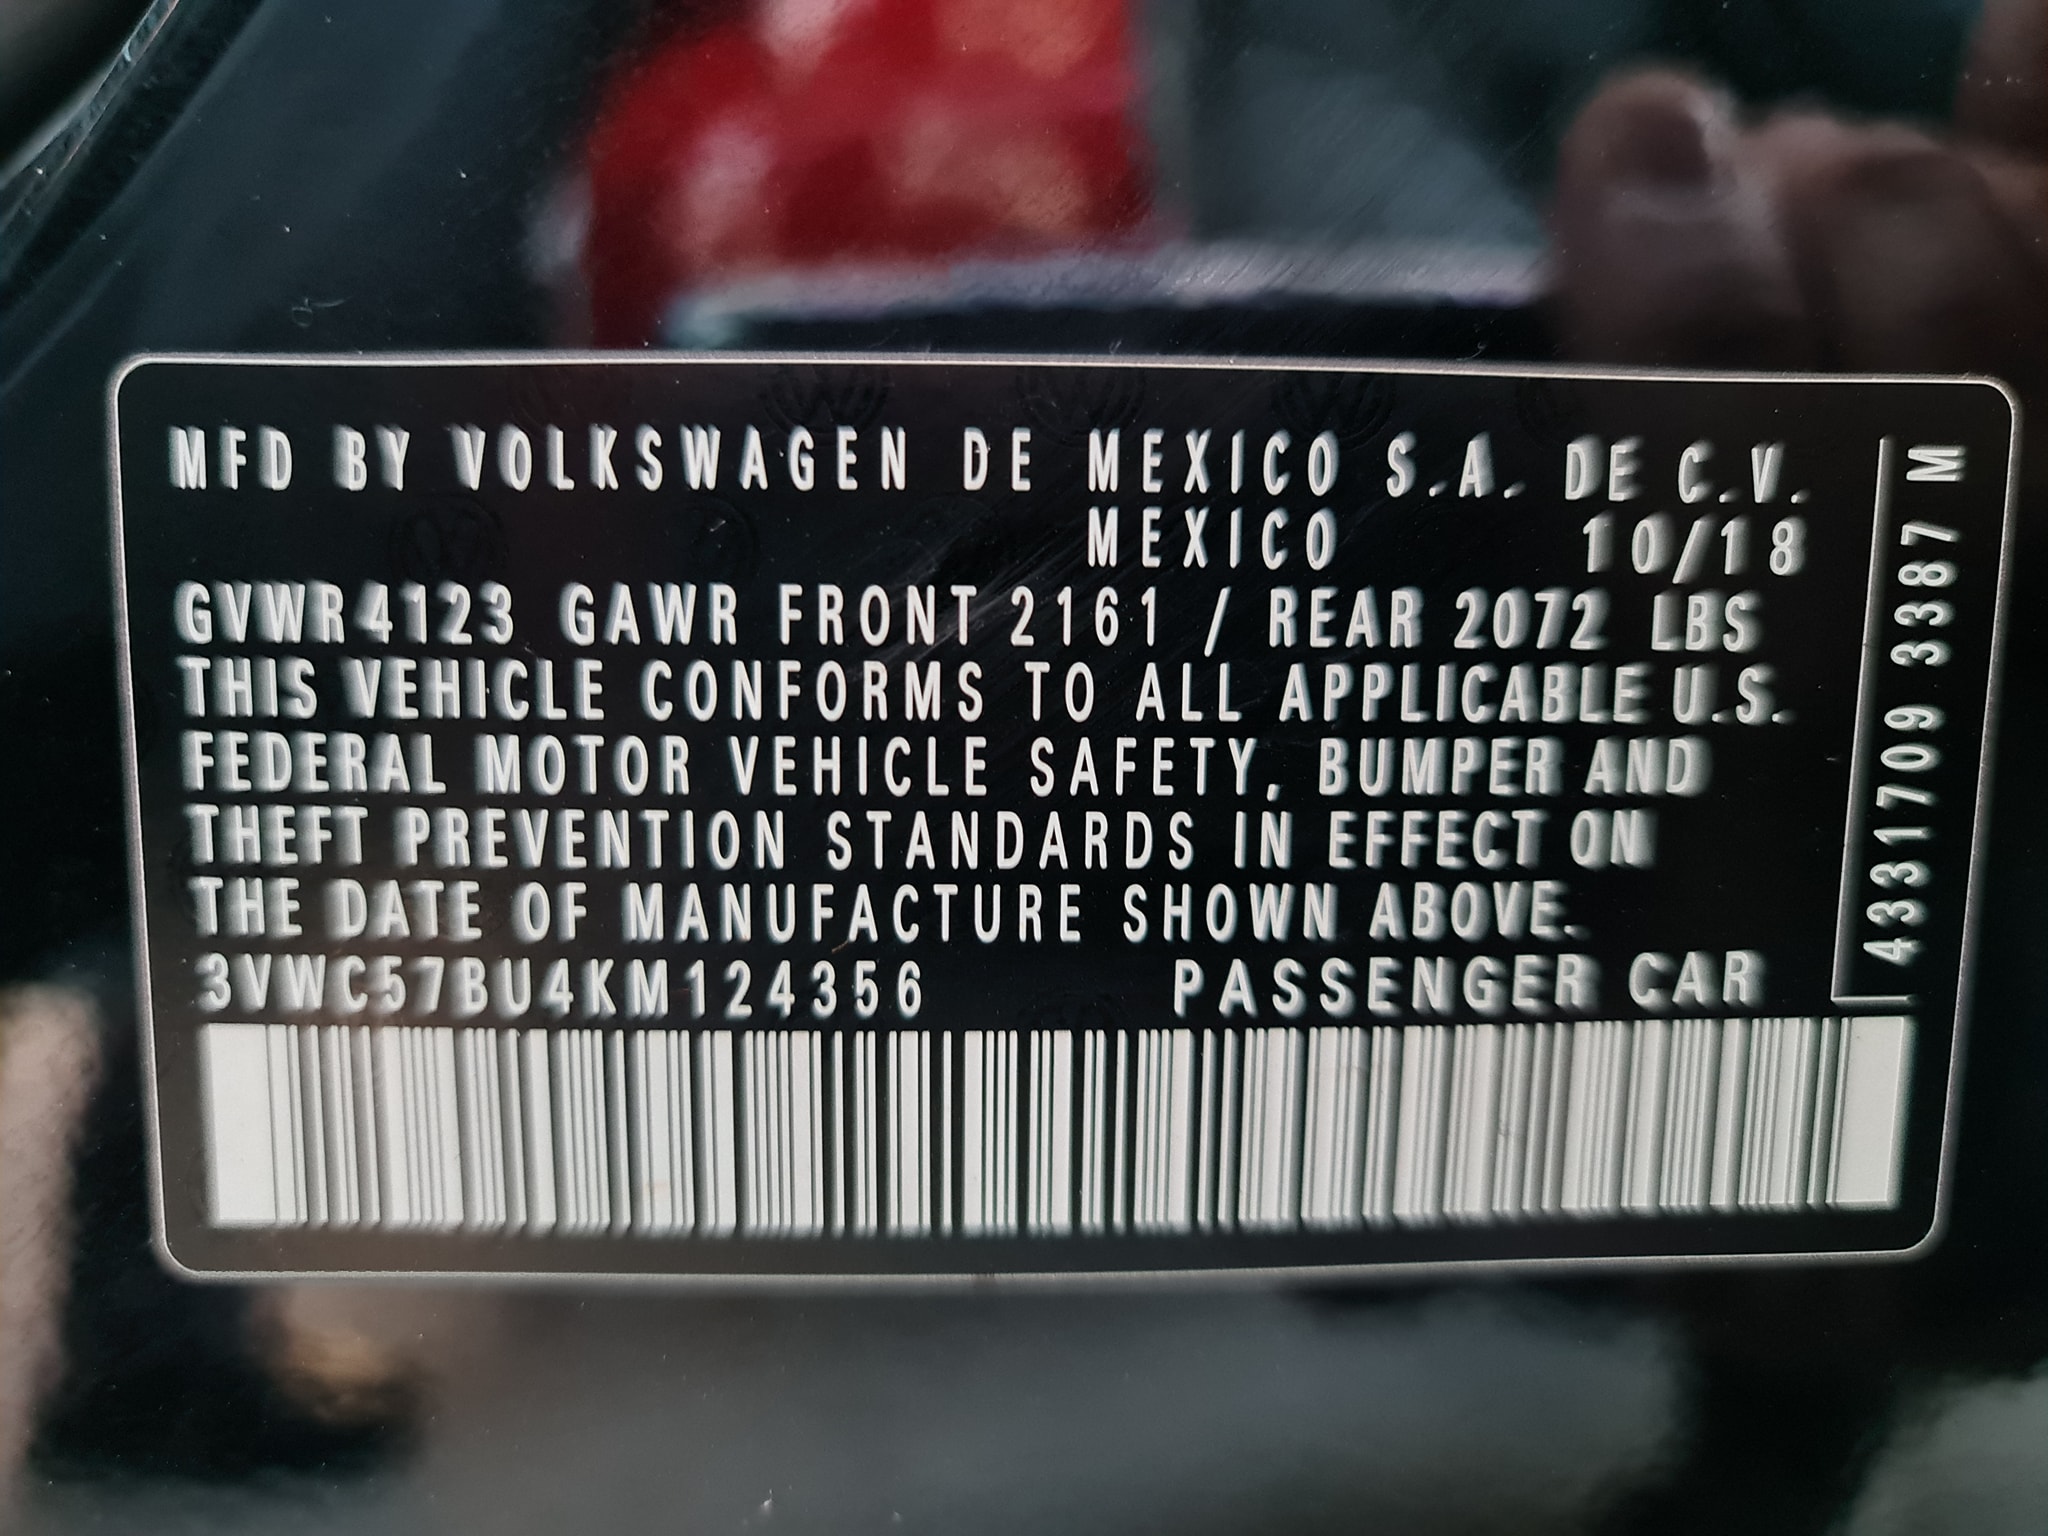 MFD BY VOLKSWAGEN DE MEXICO S.A. DE C.V.
MEXICO 10/18
GVWR4123 GAWR FRONT 2161 / REAR 2072 LBS
THIS VEHICLE CONFORMS TO ALL APPLICABLE U.S.
FEDERAL MOTOR VEHICLE SAFETY, BUMPER AND
THEFT PREVENTION STANDARDS IN EFFECT ON
THE DATE OF MANUFACTURE SHOWN ABOVE.
3VWC57BU4KM124356 PASSENGER CAR
4331709 3387 M